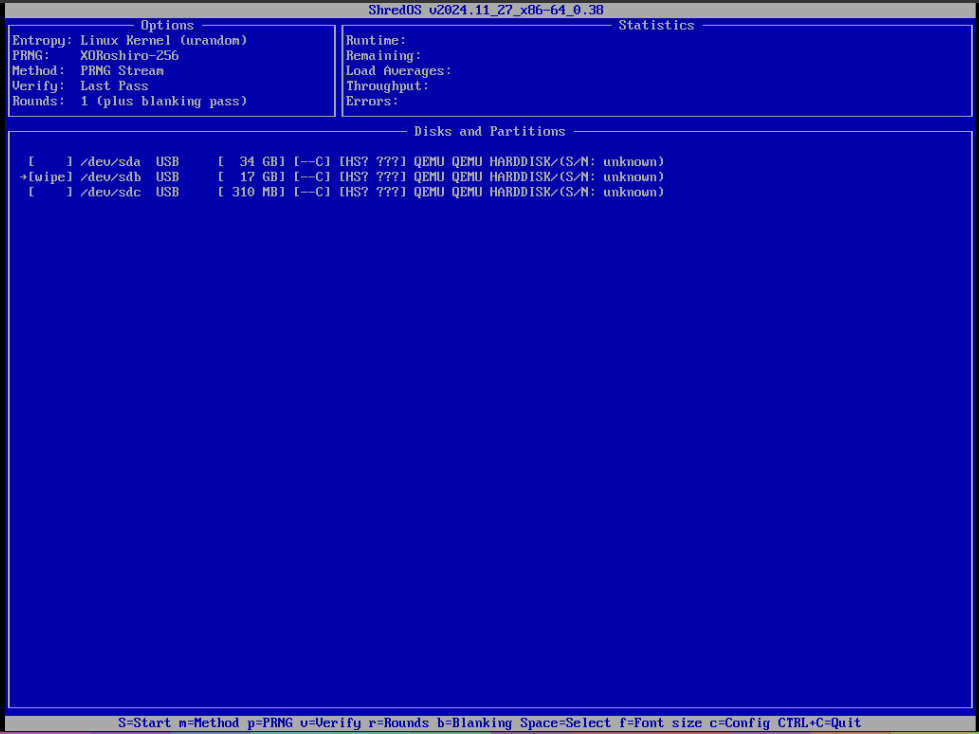 ShredOS v2024.11_27_x86-64_0.38
Options
Entropy: Linux Kernel (urandom)
PRNG: XORoshiro-256
Method: PRNG Stream
Verify: Last Pass
Rounds: 1 (plus blanking pass)
Statistics
Runtime:
Remaining:
Load Averages:
Throughput:
Errors:
Disks and Partitions
[    ] /dev/sda USB [ 34 GB] [--C] [HS? ???] QEMU QEMU HARDDISK/(S/N: unknown)
→[wipe] /dev/sdb USB [ 17 GB] [--C] [HS? ???] QEMU QEMU HARDDISK/(S/N: unknown)
[    ] /dev/sdc USB [ 310 MB] [--C] [HS? ???] QEMU QEMU HARDDISK/(S/N: unknown)
S=Start m=Method p=PRNG v=Verify r=Rounds b=Blanking Space=Select f=Font size c=Config CTRL+C=Quit